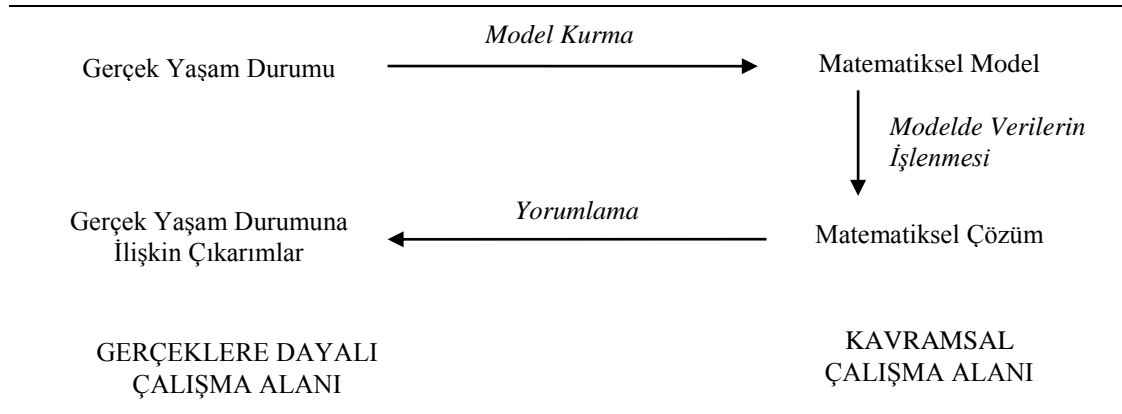 Model Kurma
Gerçek Yaşam Durumu
Matematiksel Model
Modelde Verilerin
İşlenmesi
Gerçek Yaşam Durumuna
İlişkin Çıkarımlar
Yorumlama
Matematiksel Çözüm
GERÇEKLERE DAYALI
ÇALIŞMA ALANI
KAVRAMSAL
ÇALIŞMA ALANI